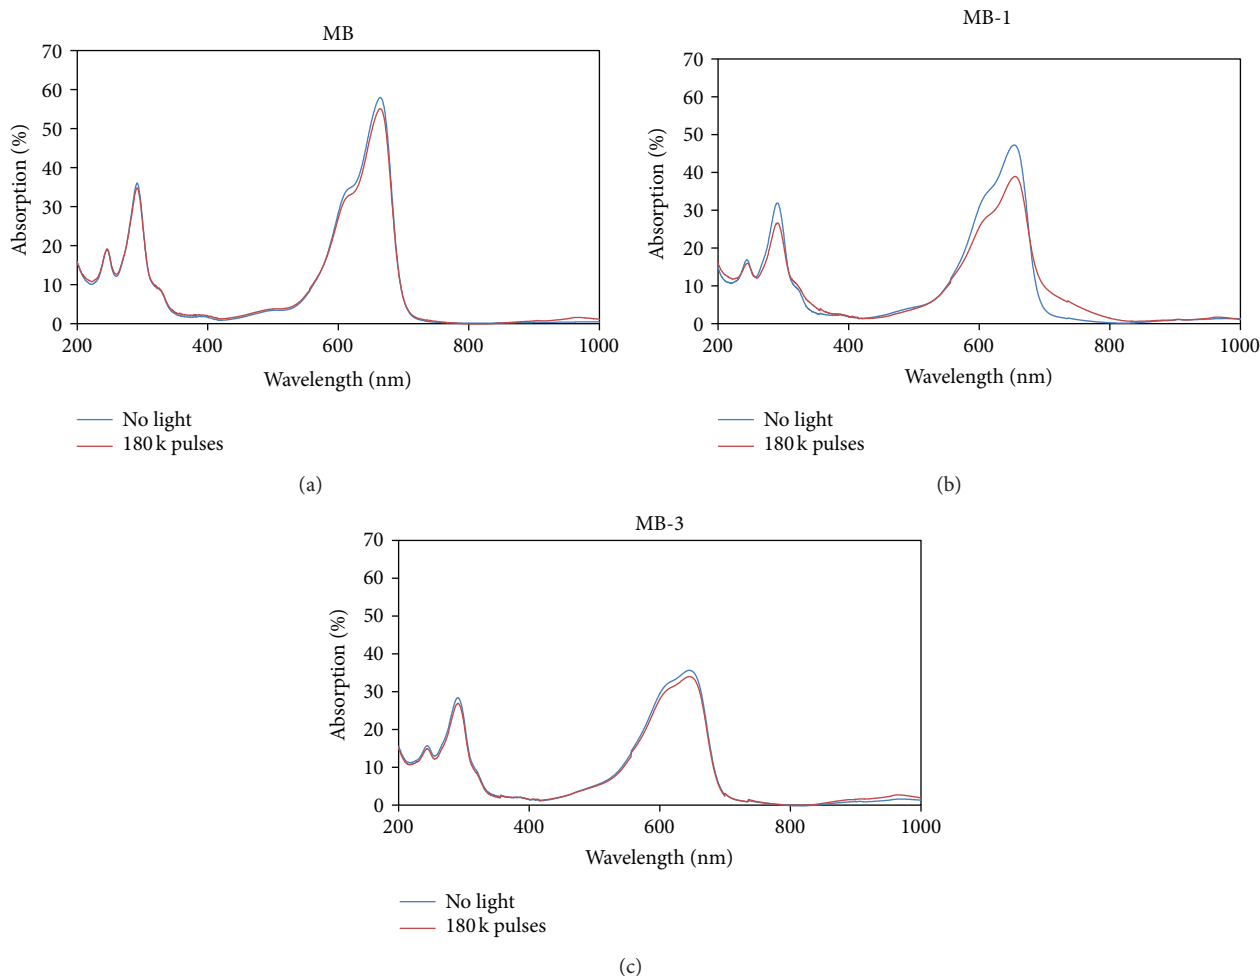 MB
70
60
50
40
30
20
10
0
Absorption (%)
200 400 600 800 1000
Wavelength (nm)
No light
180 k pulses
(a)
MB-1
70
60
50
40
30
20
10
0
Absorption (%)
200 400 600 800 1000
Wavelength (nm)
No light
180 k pulses
(b)
MB-3
70
60
50
40
30
20
10
0
Absorption (%)
200 400 600 800 1000
Wavelength (nm)
No light
180 k pulses
(c)